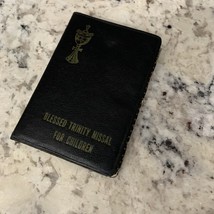 BLESSED TRINITY MISSAL
FOR CHILDREN